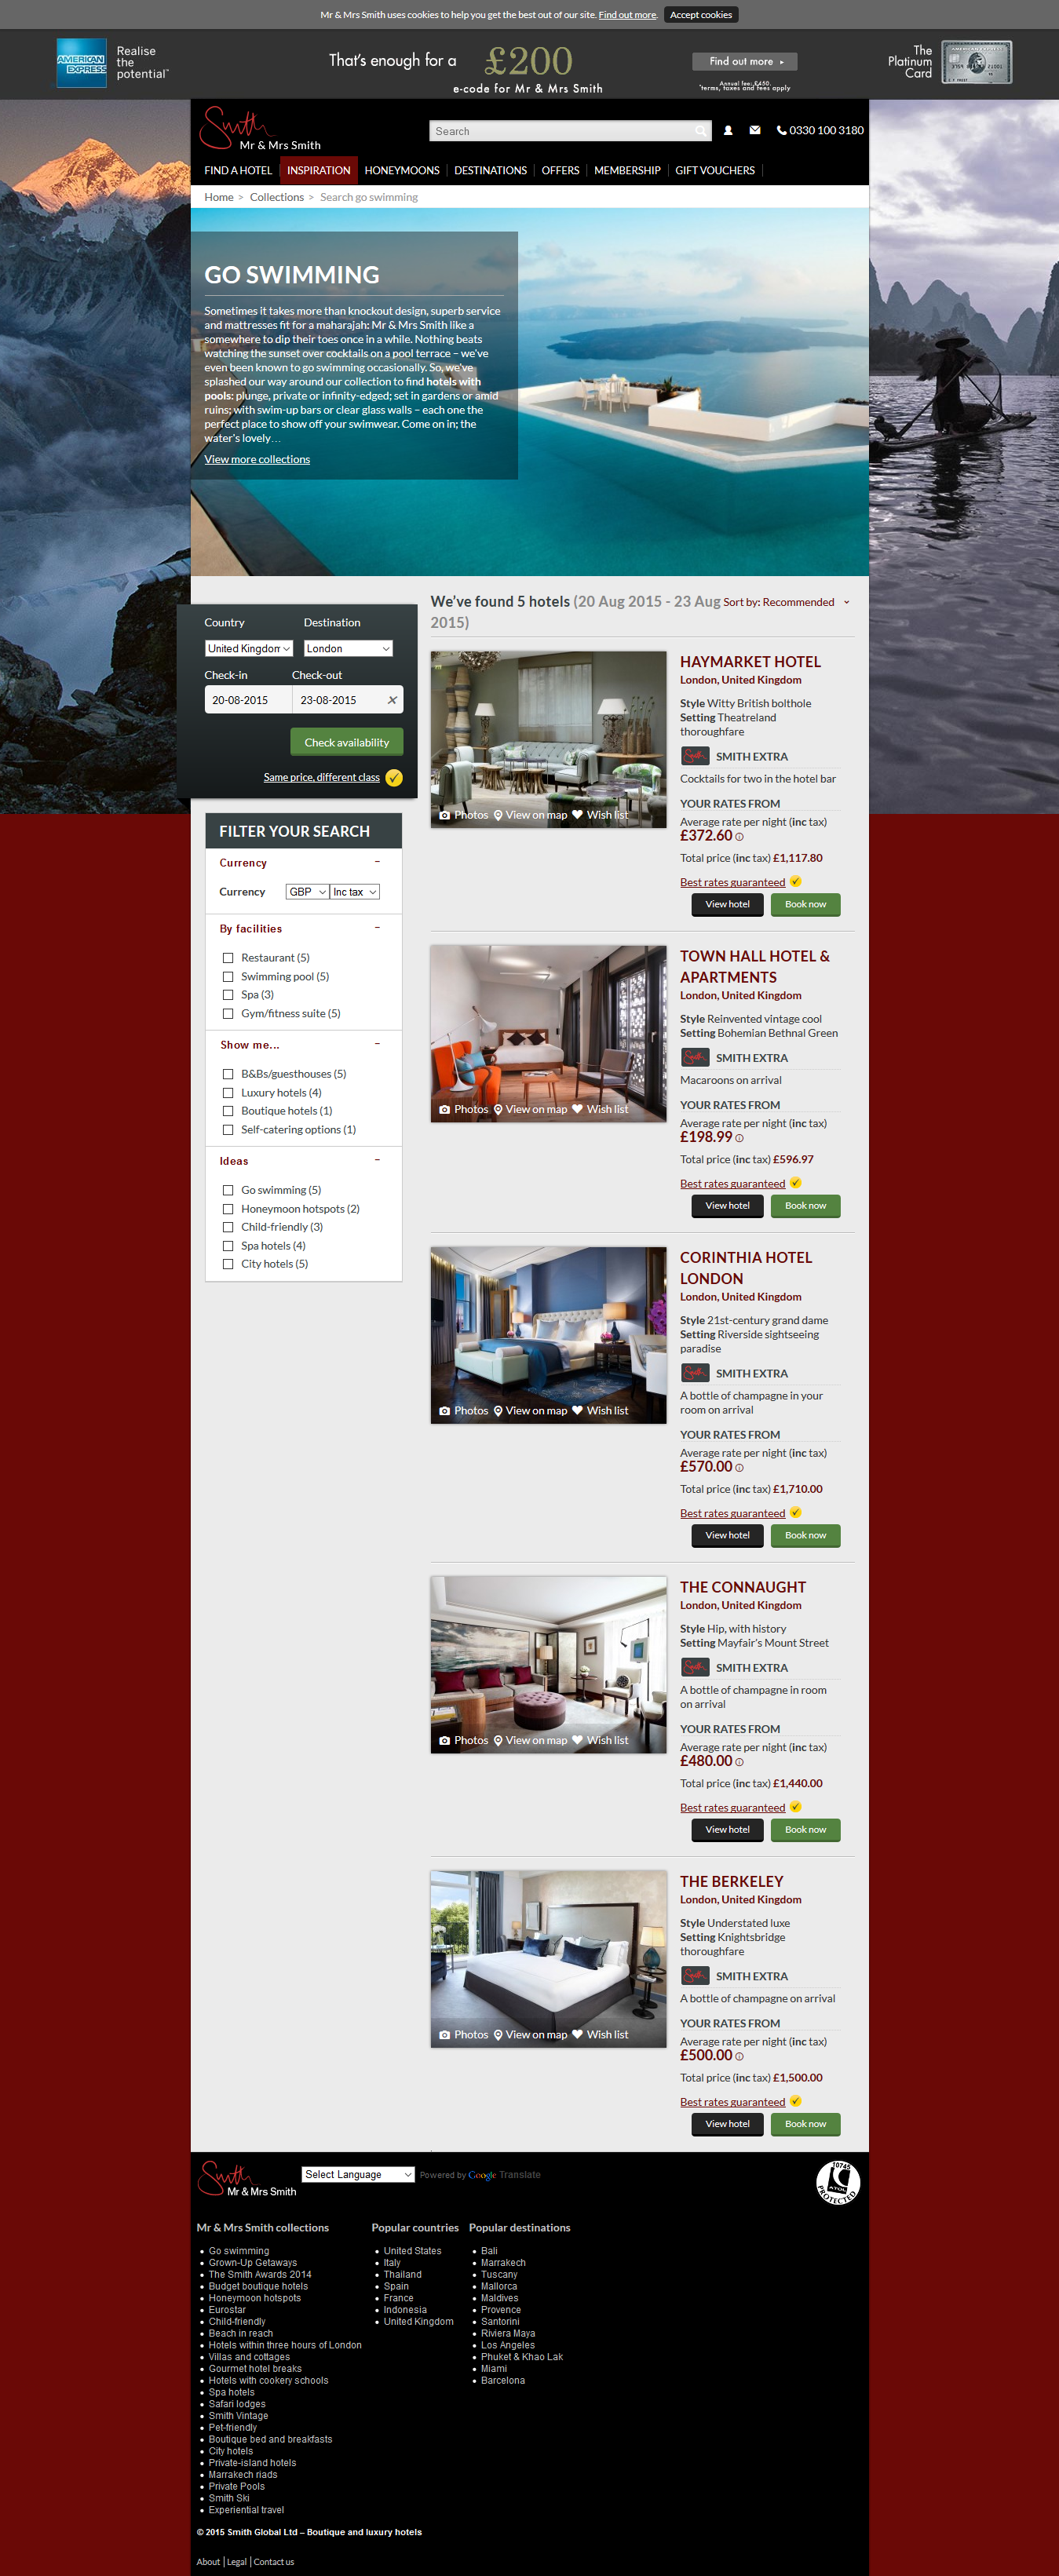 Mr & Mrs Smith uses cookies to help you get the best out of our site. Find out more. Accept cookies
AMERICAN EXPRESS
Realise
the
potential™
That's enough for a £200
e-code for Mr & Mrs Smith
Find out more ▸
Annual fee: £450
*terms, taxes and fees apply
The
Platinum
Card
Smith
Mr & Mrs Smith
Search
0330 100 3180
FIND A HOTEL INSPIRATION HONEYMOONS DESTINATIONS OFFERS MEMBERSHIP GIFT VOUCHERS
Home > Collections > Search go swimming
GO SWIMMING
Sometimes it takes more than knockout design, superb service
and mattresses fit for a maharajah: Mr & Mrs Smith like a
somewhere to dip their toes once in a while. Nothing beats
watching the sunset over cocktails on a pool terrace – we've
even been known to go swimming occasionally. So, we've
splashed our way around our collection to find hotels with
pools: plunge, private or infinity-edged; set in gardens or amid
ruins; with swim-up bars or clear glass walls – each one the
perfect place to show off your swimwear. Come on in; the
water's lovely…
View more collections
Country Destination
United Kingdom London
Check-in Check-out
20-08-2015 23-08-2015
Check availability
Same price, different class
FILTER YOUR SEARCH
Currency –
Currency GBP Inc tax
By facilities –
Restaurant (5)
Swimming pool (5)
Spa (3)
Gym/fitness suite (5)
Show me... –
B&Bs/guesthouses (5)
Luxury hotels (4)
Boutique hotels (1)
Self-catering options (1)
Ideas –
Go swimming (5)
Honeymoon hotspots (2)
Child-friendly (3)
Spa hotels (4)
City hotels (5)
We've found 5 hotels (20 Aug 2015 - 23 Aug 2015)
Sort by: Recommended
Photos View on map Wish list
HAYMARKET HOTEL
London, United Kingdom
Style Witty British bolthole
Setting Theatreland
thoroughfare
SMITH EXTRA
Cocktails for two in the hotel bar
YOUR RATES FROM
Average rate per night (inc tax)
£372.60
Total price (inc tax) £1,117.80
Best rates guaranteed
View hotel Book now
Photos View on map Wish list
TOWN HALL HOTEL &
APARTMENTS
London, United Kingdom
Style Reinvented vintage cool
Setting Bohemian Bethnal Green
SMITH EXTRA
Macaroons on arrival
YOUR RATES FROM
Average rate per night (inc tax)
£198.99
Total price (inc tax) £596.97
Best rates guaranteed
View hotel Book now
Photos View on map Wish list
CORINTHIA HOTEL
LONDON
London, United Kingdom
Style 21st-century grand dame
Setting Riverside sightseeing
paradise
SMITH EXTRA
A bottle of champagne in your
room on arrival
YOUR RATES FROM
Average rate per night (inc tax)
£570.00
Total price (inc tax) £1,710.00
Best rates guaranteed
View hotel Book now
Photos View on map Wish list
THE CONNAUGHT
London, United Kingdom
Style Hip, with history
Setting Mayfair's Mount Street
SMITH EXTRA
A bottle of champagne in room
on arrival
YOUR RATES FROM
Average rate per night (inc tax)
£480.00
Total price (inc tax) £1,440.00
Best rates guaranteed
View hotel Book now
Photos View on map Wish list
THE BERKELEY
London, United Kingdom
Style Understated luxe
Setting Knightsbridge
thoroughfare
SMITH EXTRA
A bottle of champagne on arrival
YOUR RATES FROM
Average rate per night (inc tax)
£500.00
Total price (inc tax) £1,500.00
Best rates guaranteed
View hotel Book now
Smith
Mr & Mrs Smith
Select Language Powered by Google Translate
10745
ATOL
PROTECTED
Mr & Mrs Smith collections
Go swimming
Grown-Up Getaways
The Smith Awards 2014
Budget boutique hotels
Honeymoon hotspots
Eurostar
Child-friendly
Beach in reach
Hotels within three hours of London
Villas and cottages
Gourmet hotel breaks
Hotels with cookery schools
Spa hotels
Safari lodges
Smith Vintage
Pet-friendly
Boutique bed and breakfasts
City hotels
Private-island hotels
Marrakech riads
Private Pools
Smith Ski
Experiential travel
Popular countries
United States
Italy
Thailand
Spain
France
Indonesia
United Kingdom
Popular destinations
Bali
Marrakech
Tuscany
Mallorca
Maldives
Provence
Santorini
Riviera Maya
Los Angeles
Phuket & Khao Lak
Miami
Barcelona
© 2015 Smith Global Ltd – Boutique and luxury hotels
About | Legal | Contact us